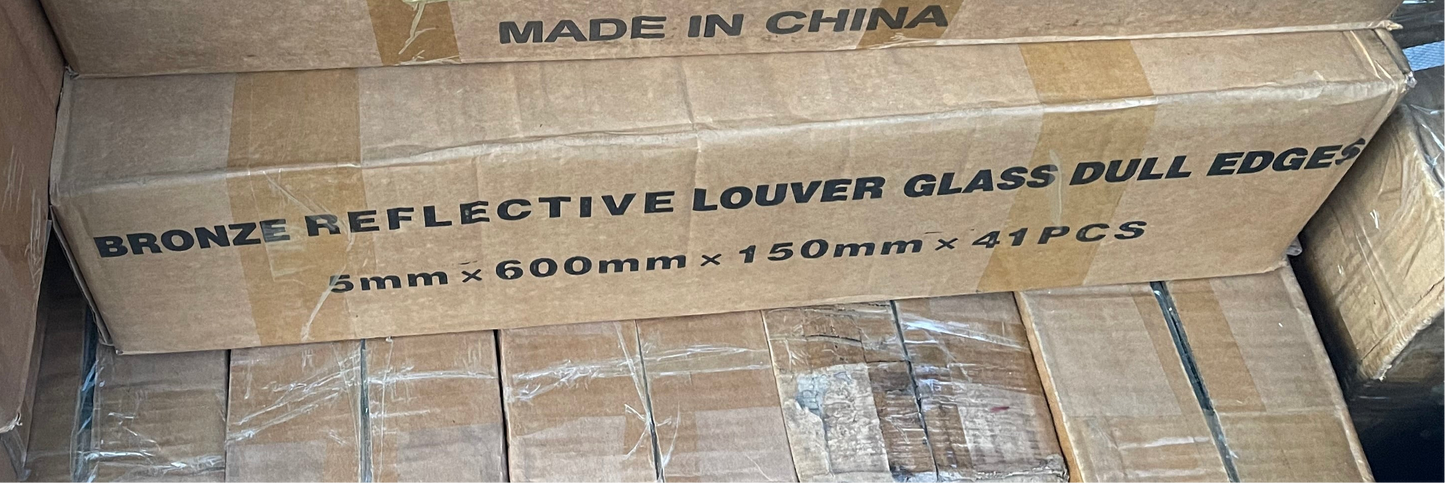 MADE IN CHINA
BRONZE REFLECTIVE LOUVER GLASS DULL EDGES
5mm × 600mm × 150mm × 41PCS